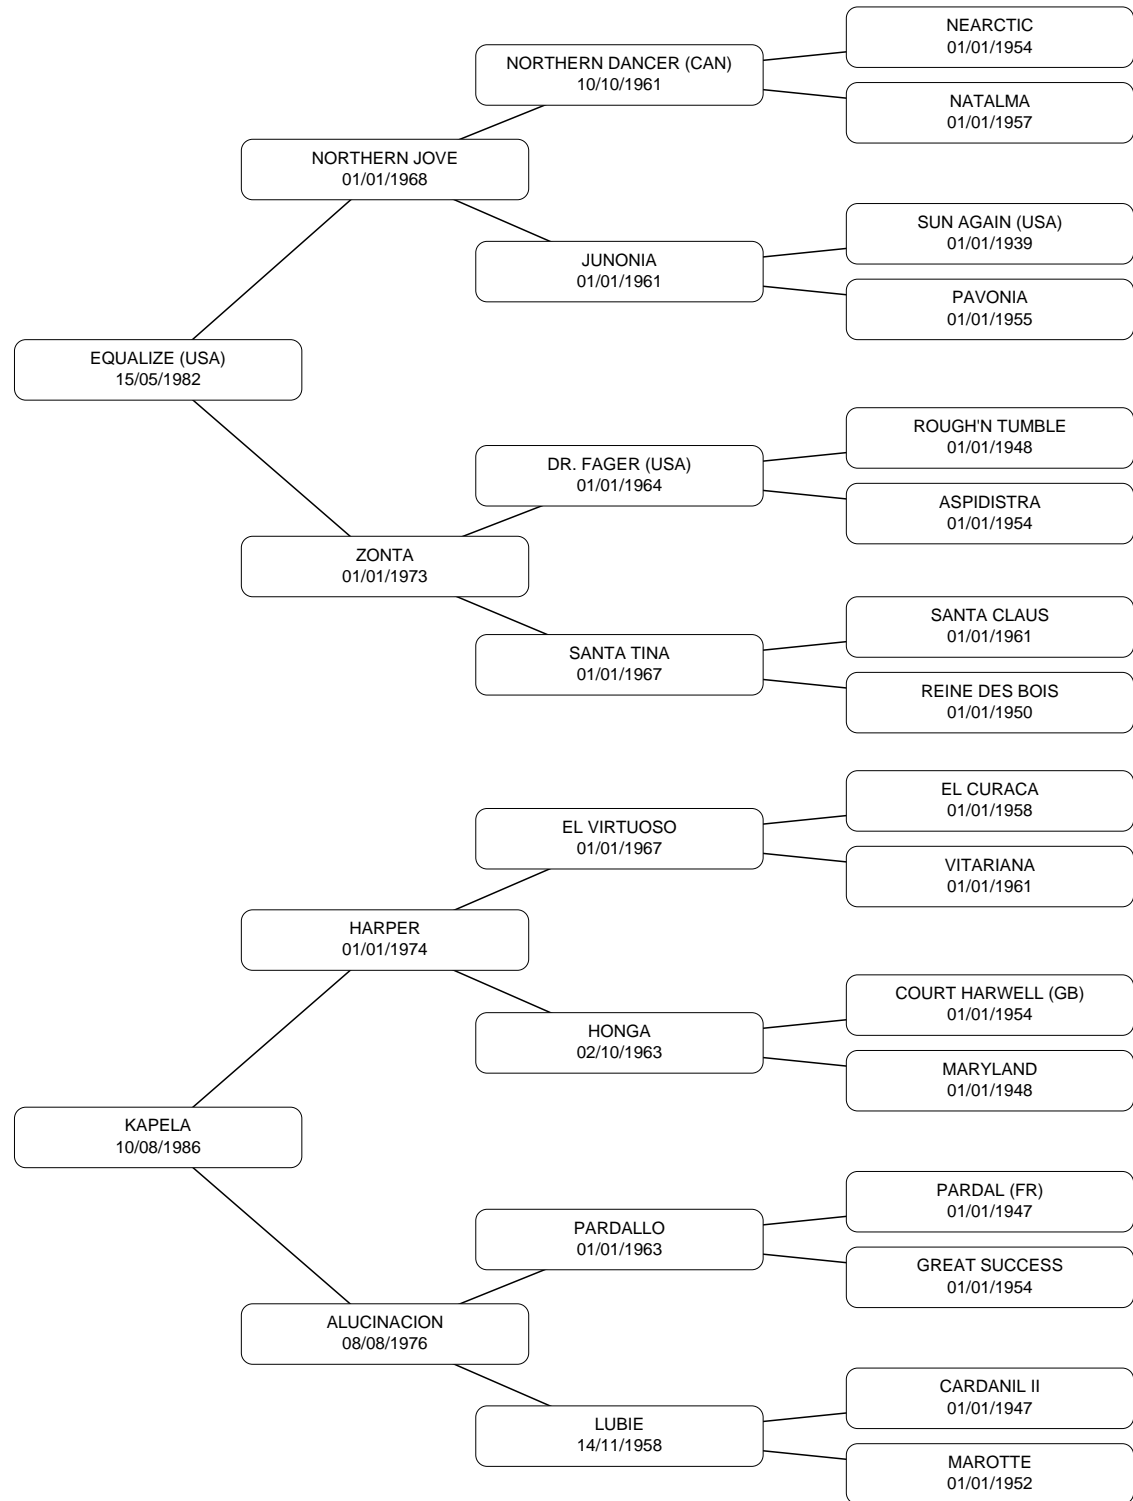 NEARCTIC
01/01/1954
NORTHERN DANCER (CAN)
10/10/1961
NATALMA
01/01/1957
NORTHERN JOVE
01/01/1968
SUN AGAIN (USA)
01/01/1939
JUNONIA
01/01/1961
PAVONIA
01/01/1955
EQUALIZE (USA)
15/05/1982
ROUGH'N TUMBLE
01/01/1948
DR. FAGER (USA)
01/01/1964
ASPIDISTRA
01/01/1954
ZONTA
01/01/1973
SANTA CLAUS
01/01/1961
SANTA TINA
01/01/1967
REINE DES BOIS
01/01/1950
EL CURACA
01/01/1958
EL VIRTUOSO
01/01/1967
VITARIANA
01/01/1961
HARPER
01/01/1974
COURT HARWELL (GB)
01/01/1954
HONGA
02/10/1963
MARYLAND
01/01/1948
KAPELA
10/08/1986
PARDAL (FR)
01/01/1947
PARDALLO
01/01/1963
GREAT SUCCESS
01/01/1954
ALUCINACION
08/08/1976
CARDANIL II
01/01/1947
LUBIE
14/11/1958
MAROTTE
01/01/1952